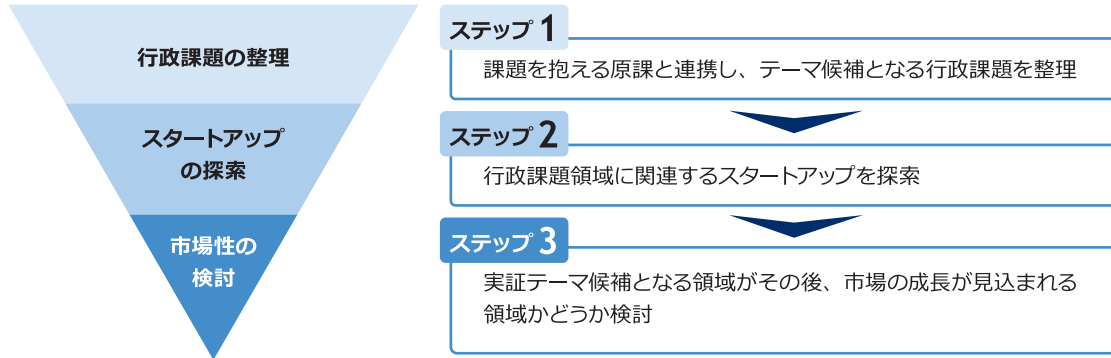 行政課題の整理
スタートアップ
の探索
市場性の
検討
ステップ 1
課題を抱える原課と連携し、テーマ候補となる行政課題を整理
ステップ 2
行政課題領域に関連するスタートアップを探索
ステップ 3
実証テーマ候補となる領域がその後、市場の成長が見込まれる
領域かどうか検討